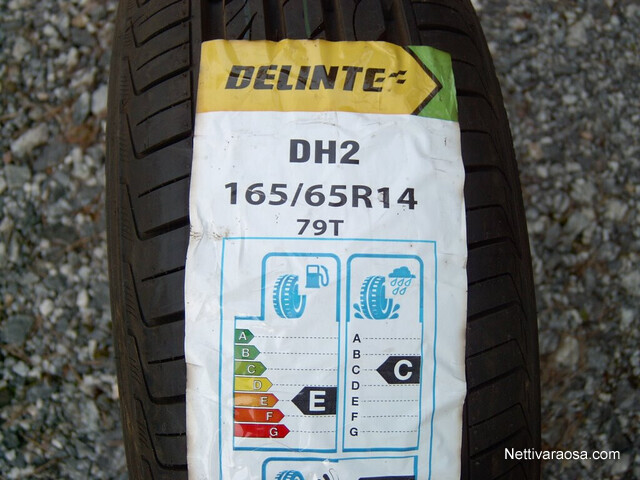 DELINTE
DH2
165/65R14
79T
A
B
C
D
E
F
G
E
A
B
C
D
E
F
G
C
Nettivaraosa.com